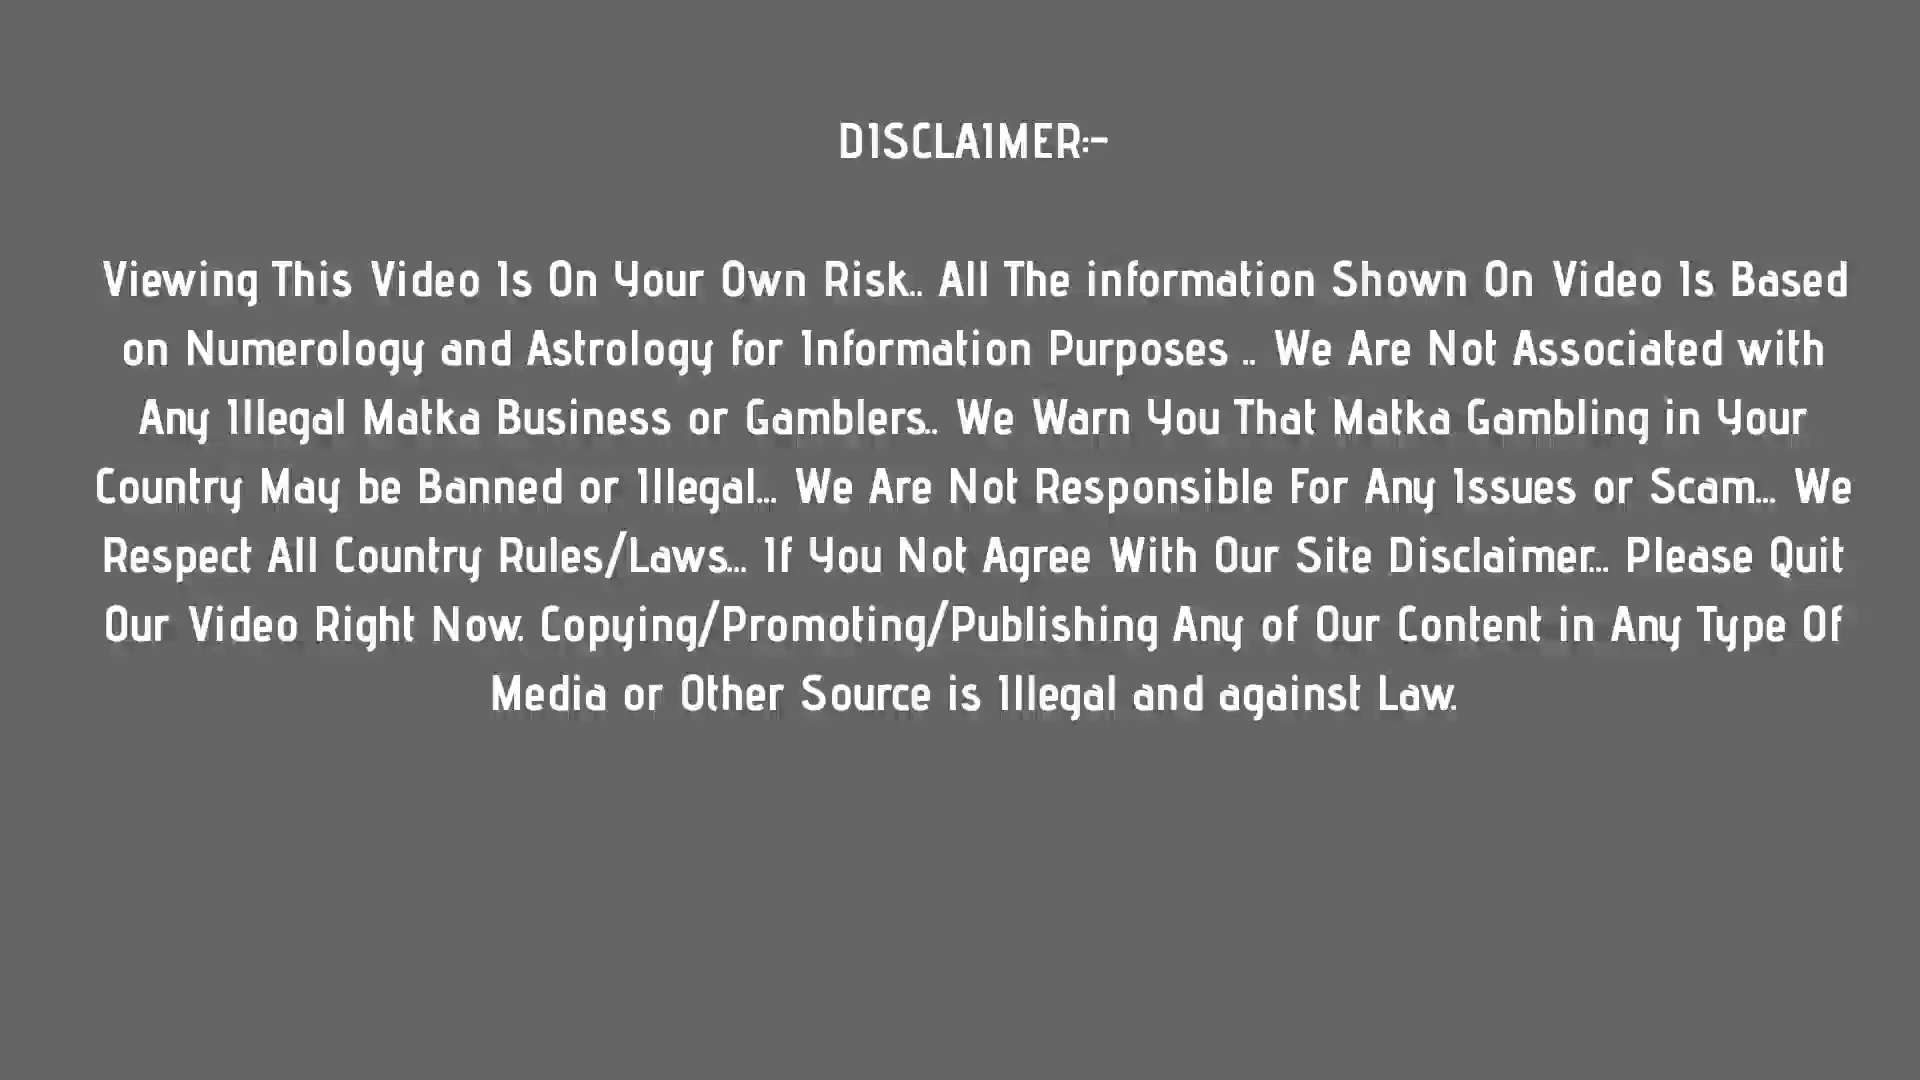 DISCLAIMER:-
Viewing This Video Is On Your Own Risk.. All The information Shown On Video Is Based
on Numerology and Astrology for Information Purposes .. We Are Not Associated with
Any Illegal Matka Business or Gamblers.. We Warn You That Matka Gambling in Your
Country May be Banned or Illegal... We Are Not Responsible For Any Issues or Scam... We
Respect All Country Rules/Laws... If You Not Agree With Our Site Disclaimer... Please Quit
Our Video Right Now. Copying/Promoting/Publishing Any of Our Content in Any Type Of
Media or Other Source is Illegal and against Law.